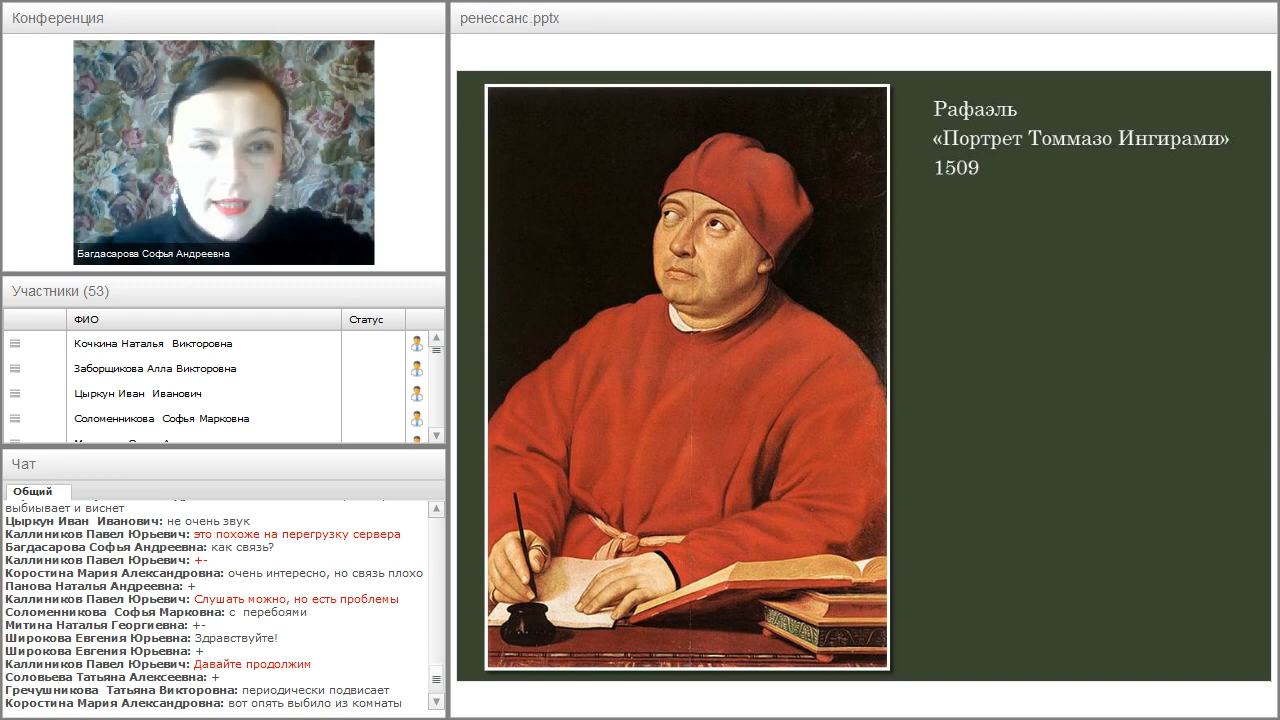 Конференция
Багдасарова Софья Андреевна
Участники (53)
ФИО Статус
Кочкина Наталья Викторовна
Заборщикова Алла Викторовна
Цыркун Иван Иванович
Соломенникова Софья Марковна
Чат
Общий
выбиывает и виснет
Цыркун Иван Иванович: не очень звук
Каллиников Павел Юрьевич: это похоже на перегрузку сервера
Багдасарова Софья Андреевна: как связь?
Каллиников Павел Юрьевич: +-
Коростина Мария Александровна: очень интересно, но связь плохо
Панова Наталья Андреевна: +
Каллиников Павел Юрьевич: Слушать можно, но есть проблемы
Соломенникова Софья Марковна: с перебоями
Митина Наталья Георгиевна: +-
Широкова Евгения Юрьевна: Здравствуйте!
Широкова Евгения Юрьевна: +
Каллиников Павел Юрьевич: Давайте продолжим
Соловьева Татьяна Алексеевна: +
Гречушникова Татьяна Викторовна: периодически подвисает
Коростина Мария Александровна: вот опять выбило из комнаты
ренессанс.pptx
Рафаэль
«Портрет Томмазо Ингирами»
1509